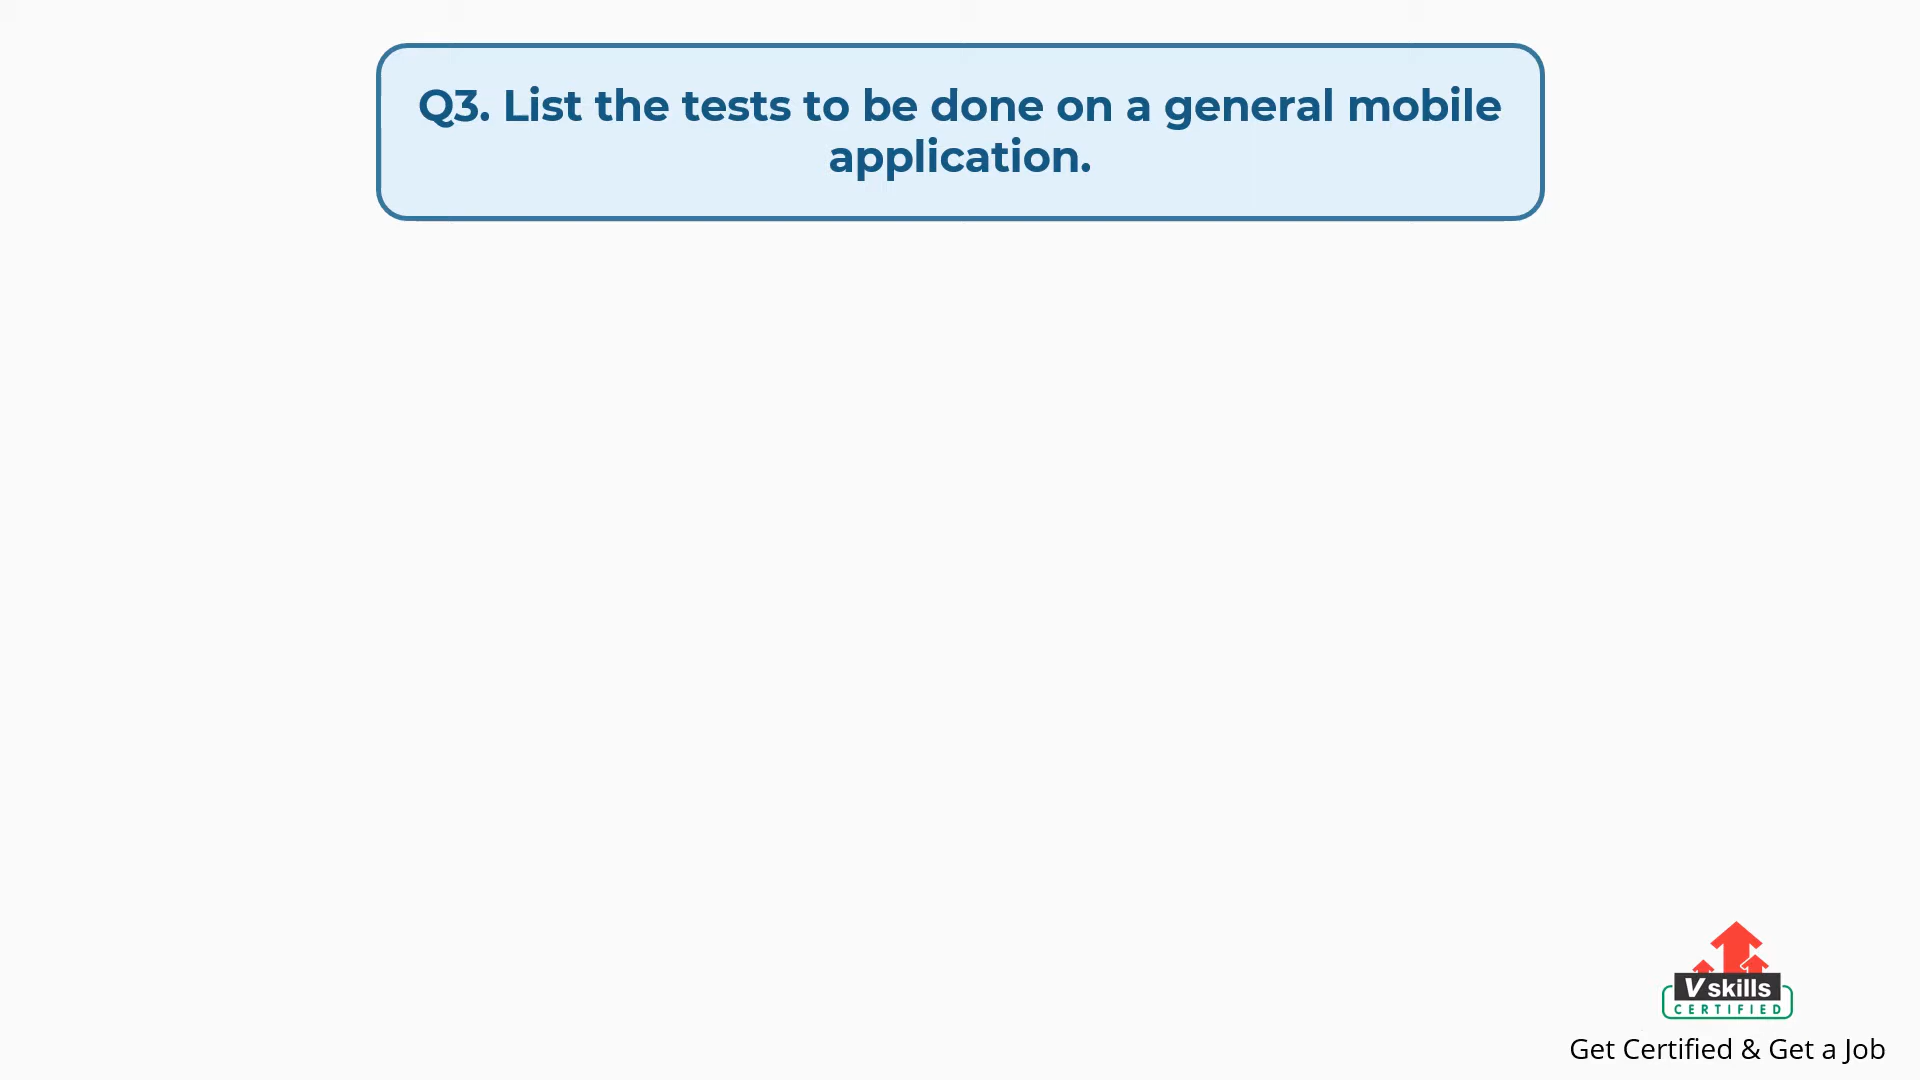 Q3. List the tests to be done on a general mobile
application.
Vskills
CERTIFIED
Get Certified & Get a Job